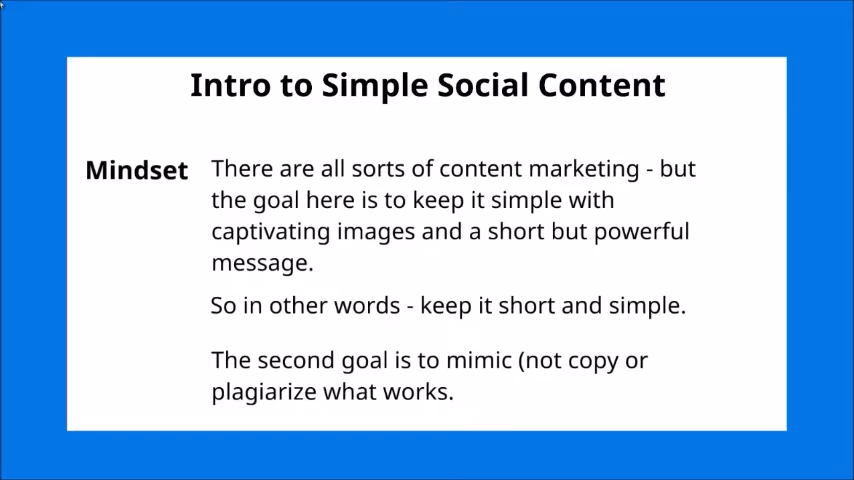 Intro to Simple Social Content
Mindset
There are all sorts of content marketing - but
the goal here is to keep it simple with
captivating images and a short but powerful
message.
So in other words - keep it short and simple.
The second goal is to mimic (not copy or
plagiarize what works.